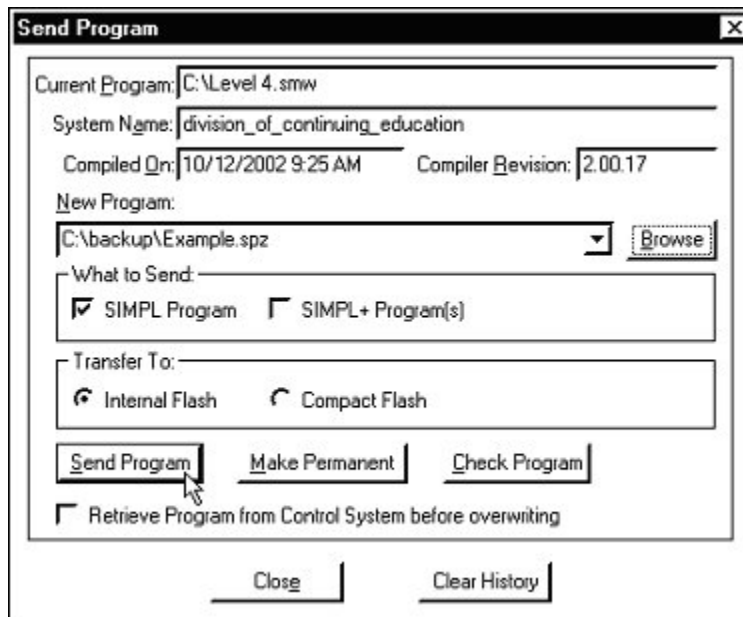 Send Program
Current Program: C:\Level 4.smw
System Name: division_of_continuing_education
Compiled On: 10/12/2002 9:25 AM Compiler Revision: 2.00.17
New Program:
C:\backup\Example.spz Browse
What to Send:
SIMPL Program SIMPL+ Program(s)
Transfer To:
Internal Flash Compact Flash
Send Program Make Permanent Check Program
Retrieve Program from Control System before overwriting
Close Clear History